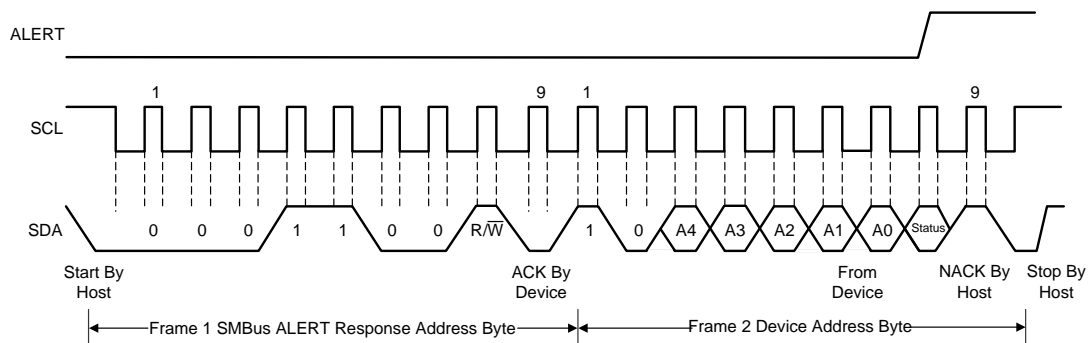 ALERT
1 9 1 9
SCL
SDA 0 0 0 1 1 0 0 R/W̅ 1 0 A4 A3 A2 A1 A0 Status
Start By Host
ACK By Device
From Device
NACK By Host
Stop By Host
Frame 1 SMBus ALERT Response Address Byte
Frame 2 Device Address Byte